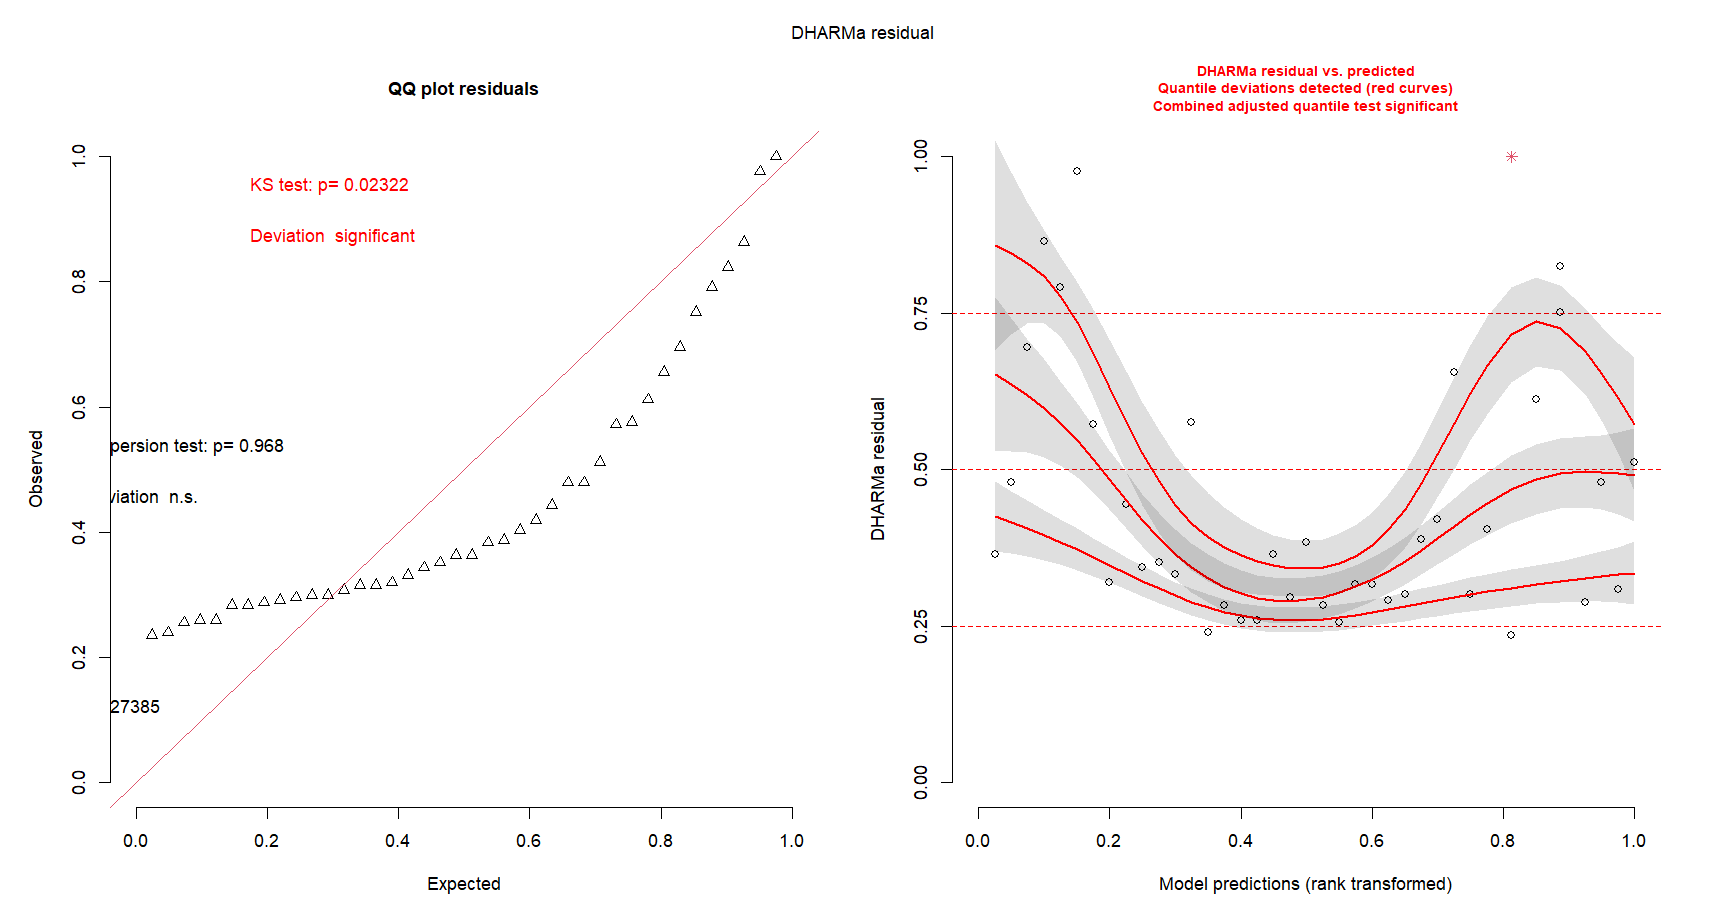 DHARMa residual
QQ plot residuals
KS test: p= 0.02322
Deviation  significant
persion test: p= 0.968
viation  n.s.
27385
Observed
0.0 0.2 0.4 0.6 0.8 1.0
0.0 0.2 0.4 0.6 0.8 1.0
Expected
DHARMa residual vs. predicted
Quantile deviations detected (red curves)
Combined adjusted quantile test significant
DHARMa residual
0.00 0.25 0.50 0.75 1.00
0.0 0.2 0.4 0.6 0.8 1.0
Model predictions (rank transformed)